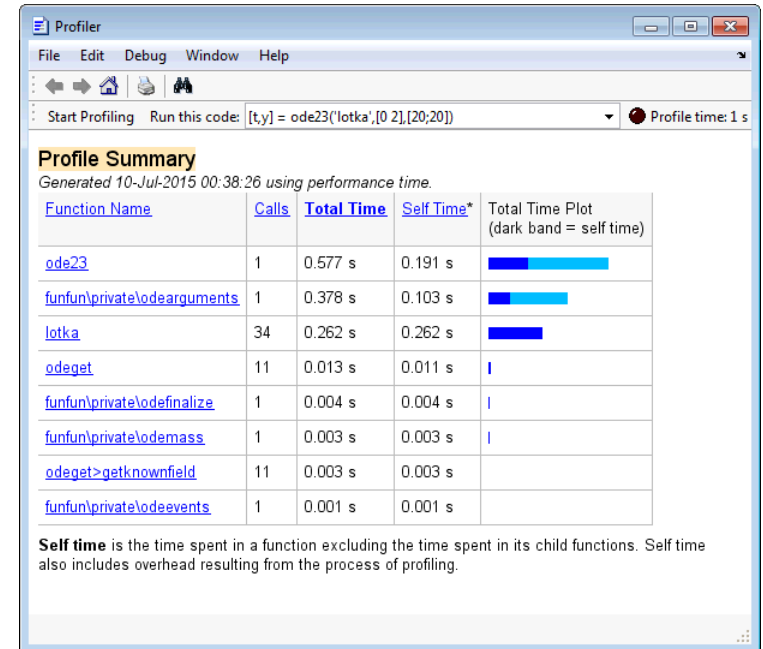 Profiler
File Edit Debug Window Help
Start Profiling Run this code: [t,y] = ode23('lotka',[0 2],[20;20]) Profile time: 1 s
Profile Summary
Generated 10-Jul-2015 00:38:26 using performance time.
Function Name Calls Total Time Self Time* Total Time Plot
(dark band = self time)
ode23 1 0.577 s 0.191 s
funfun\private\odearguments 1 0.378 s 0.103 s
lotka 34 0.262 s 0.262 s
odeget 11 0.013 s 0.011 s
funfun\private\odefinalize 1 0.004 s 0.004 s
funfun\private\odemass 1 0.003 s 0.003 s
odeget>getknownfield 11 0.003 s 0.003 s
funfun\private\odeevents 1 0.001 s 0.001 s
Self time is the time spent in a function excluding the time spent in its child functions. Self time
also includes overhead resulting from the process of profiling.